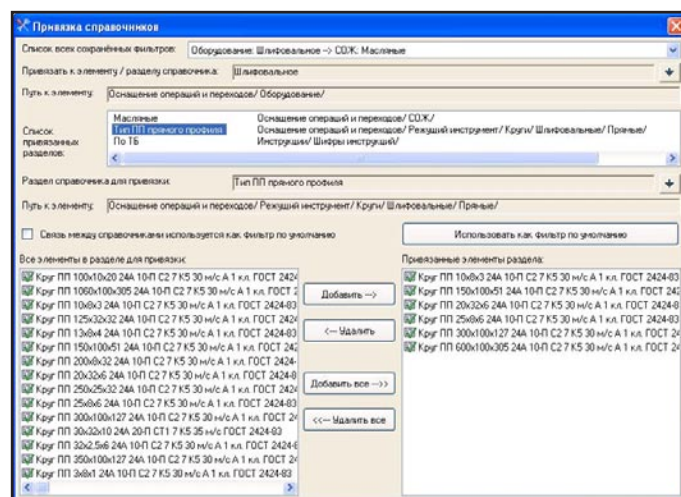 Привязка справочников
Список всех сохранённых фильтров: Оборудование: Шлифовальное --> СОЖ: Масляные
Привязать к элементу / разделу справочника: Шлифовальное
Путь к элементу: Оснащение операций и переходов/ Оборудование/
Список привязанных разделов:
Масляные Оснащение операций и переходов/ СОЖ/
Тип ПП прямого профиля Оснащение операций и переходов/ Режущий инструмент/ Круги/ Шлифовальные/ Прямые/
По ТБ Инструкции/ Шифры инструкций/
Раздел справочника для привязки: Тип ПП прямого профиля
Путь к элементу: Оснащение операций и переходов/ Режущий инструмент/ Круги/ Шлифовальные/ Прямые/
Связь между справочниками используется как фильтр по умолчанию
Использовать как фильтр по умолчанию
Все элементы в разделе для привязки:
Круг ПП 100х10х20 24А 10-П С2 7 К5 30 м/с А 1 кл. ГОСТ 2424
Круг ПП 1060х100х305 24А 10-П С2 7 К5 30 м/с А 1 кл. ГОСТ 2
Круг ПП 10х8х3 24А 10-П С2 7 К5 30 м/с А 1 кл. ГОСТ 2424-83
Круг ПП 125х32х32 24А 10-П С2 7 К5 30 м/с А 1 кл. ГОСТ 2424
Круг ПП 13х8х4 24А 10-П С2 7 К5 30 м/с А 1 кл. ГОСТ 2424-83
Круг ПП 150х100х51 24А 10-П С2 7 К5 30 м/с А 1 кл. ГОСТ 242
Круг ПП 200х8х32 24А 10-П С2 7 К5 30 м/с А 1 кл. ГОСТ 2424-
Круг ПП 20х32х6 24А 10-П С2 7 К5 30 м/с А 1 кл. ГОСТ 2424-8
Круг ПП 250х25х32 24А 10-П С2 7 К5 30 м/с А 1 кл. ГОСТ 2424
Круг ПП 25х8х6 24А 10-П С2 7 К5 30 м/с А 1 кл. ГОСТ 2424-83
Круг ПП 300х100х127 24А 10-П С2 7 К5 30 м/с А 1 кл. ГОСТ 24
Круг ПП 30х32х10 24А 20-П СТ1 7 К5 35 м/с ГОСТ 2424-83
Круг ПП 32х2,5х6 24А 10-П С2 7 К5 30 м/с А 1 кл. ГОСТ 2424-8
Круг ПП 350х100х127 24А 10-П С2 7 К5 30 м/с А 1 кл. ГОСТ 24
Круг ПП 3х8х1 24А 10-П С2 7 К5 30 м/с А 1 кл. ГОСТ 2424-83
Добавить -->
<-- Удалить
Добавить все -->>
<<-- Удалить все
Привязанные элементы раздела:
Круг ПП 10х8х3 24А 10-П С2 7 К5 30 м/с А 1 кл. ГОСТ 2424-83
Круг ПП 150х100х51 24А 10-П С2 7 К5 30 м/с А 1 кл. ГОСТ 242
Круг ПП 20х32х6 24А 10-П С2 7 К5 30 м/с А 1 кл. ГОСТ 2424-8
Круг ПП 25х8х6 24А 10-П С2 7 К5 30 м/с А 1 кл. ГОСТ 2424-83
Круг ПП 300х100х127 24А 10-П С2 7 К5 30 м/с А 1 кл. ГОСТ 24
Круг ПП 600х100х305 24А 10-П С2 7 К5 30 м/с А 1 кл. ГОСТ 24